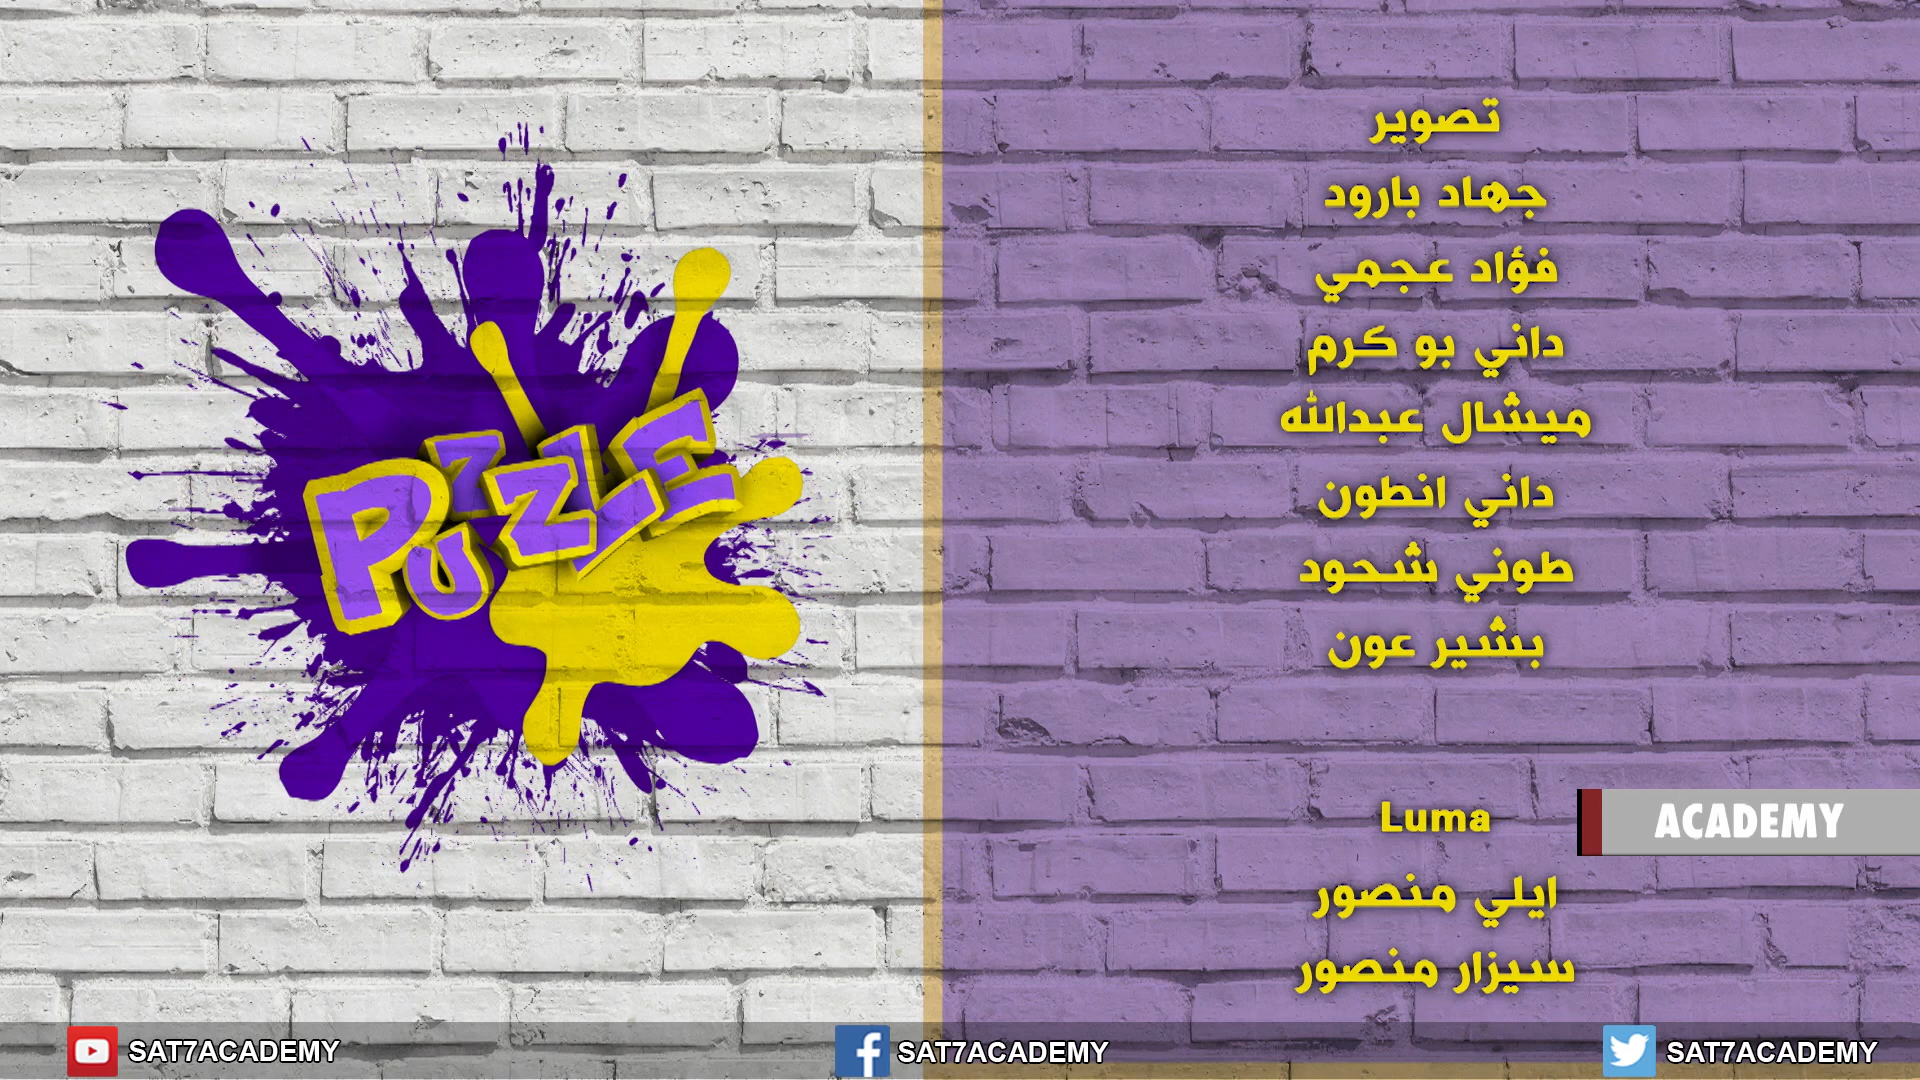 PUZZLE
تصوير
جهاد بارود
فؤاد عجمي
داني بو كرم
ميشال عبدالله
داني انطون
طوني شحود
بشير عون
Luma
ACADEMY
ايلي منصور
سيزار منصور
SAT7ACADEMY
SAT7ACADEMY
SAT7ACADEMY